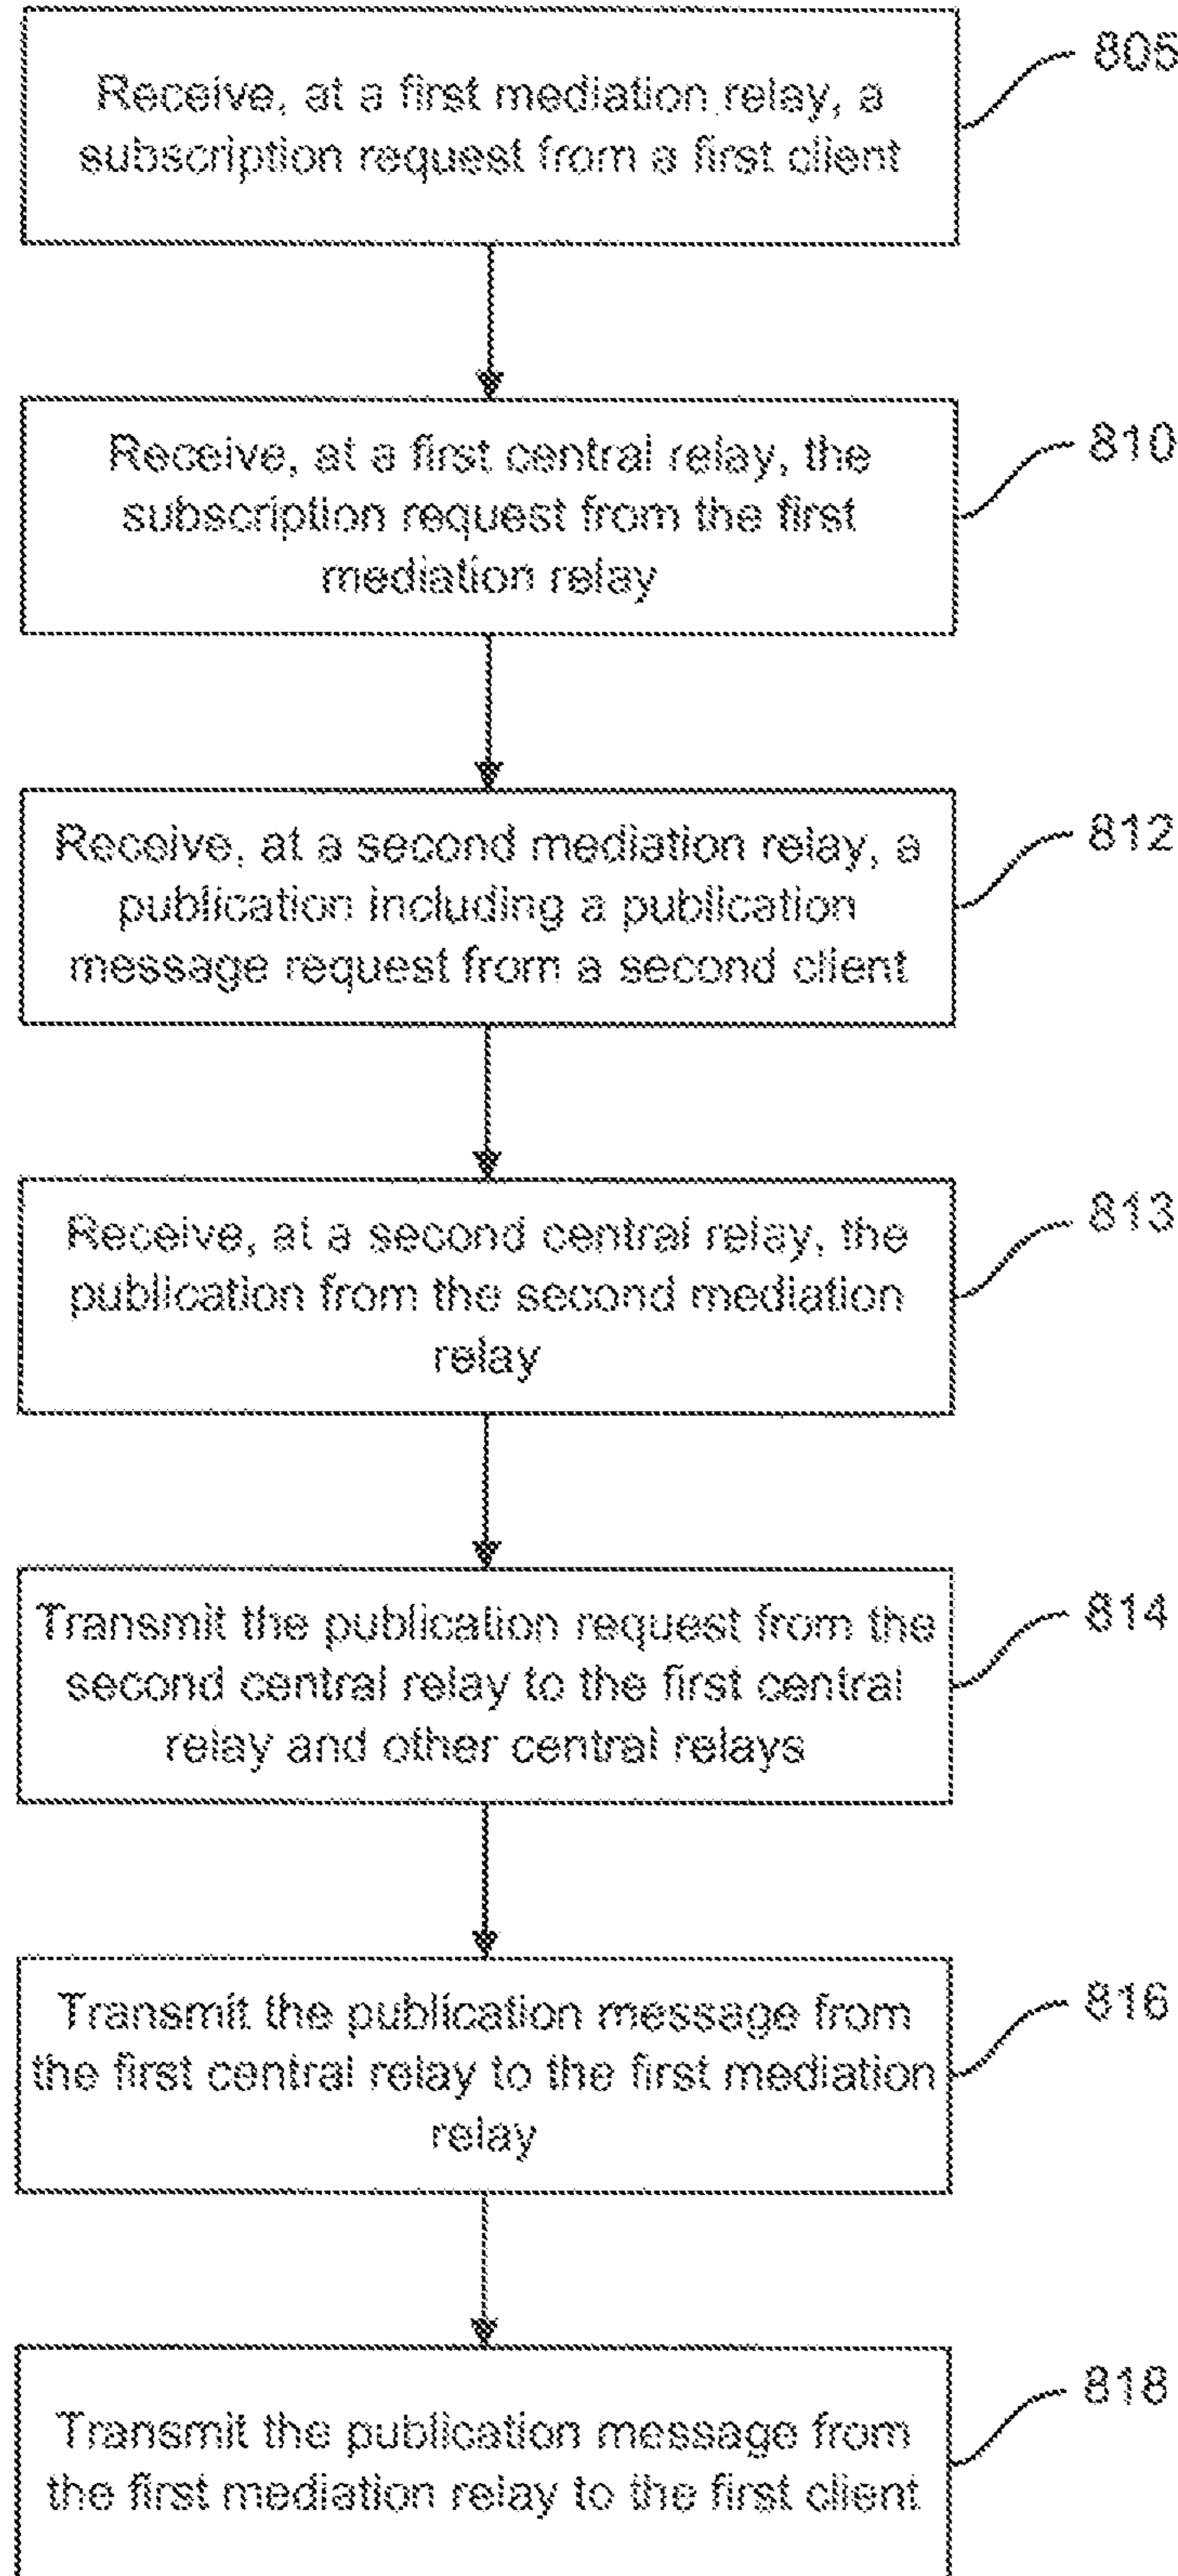 Receive, at a first mediation relay, a
subscription request from a first client
805
Receive, at a first central relay, the
subscription request from the first
mediation relay
810
Receive, at a second mediation relay, a
publication including a publication
message request from a second client
812
Receive, at a second central relay, the
publication from the second mediation
relay
813
Transmit the publication request from the
second central relay to the first central
relay and other central relays
814
Transmit the publication message from
the first central relay to the first mediation
relay
816
Transmit the publication message from
the first mediation relay to the first client
818